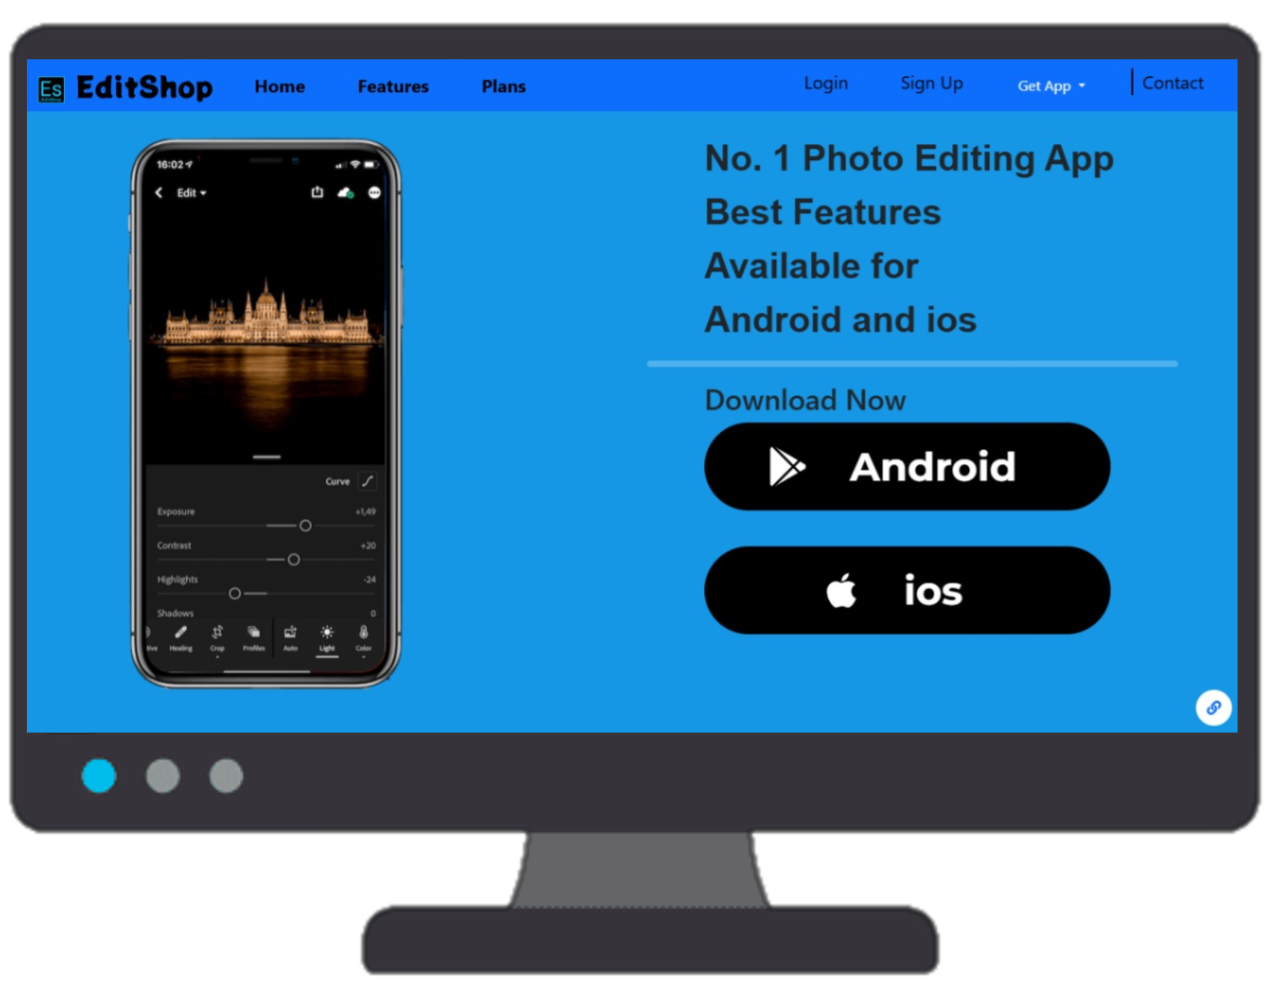 Es EditShop Home Features Plans Login Sign Up Get App Contact
16:02
Edit
Curve
Exposure +1,49
Contrast +20
Highlights -24
Shadows 0
tive Healing Crop Profiles Auto Light Color
No. 1 Photo Editing App
Best Features
Available for
Android and ios
Download Now
Android
ios